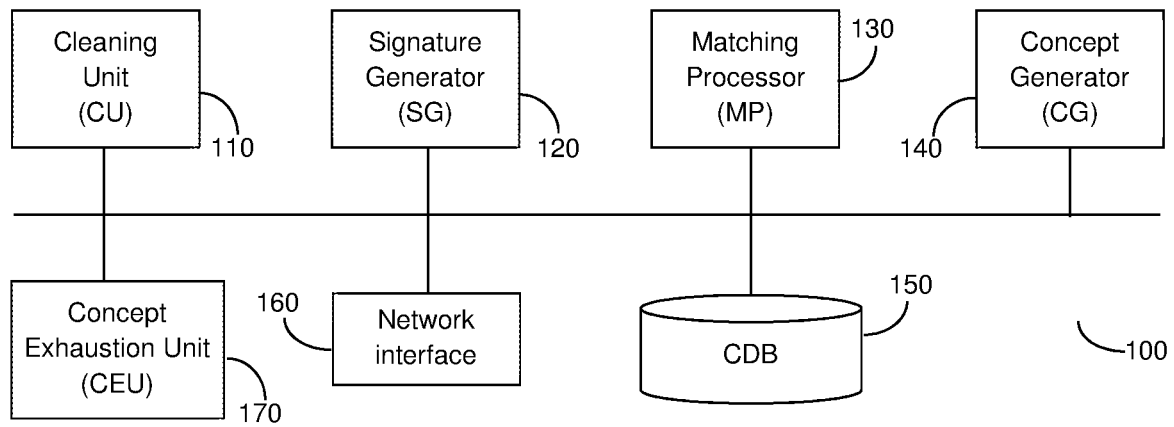 Cleaning
Unit
(CU)
110
Signature
Generator
(SG)
120
Matching
Processor
(MP)
130
Concept
Generator
(CG)
140
Concept
Exhaustion Unit
(CEU)
170
160
Network
interface
CDB
150
100